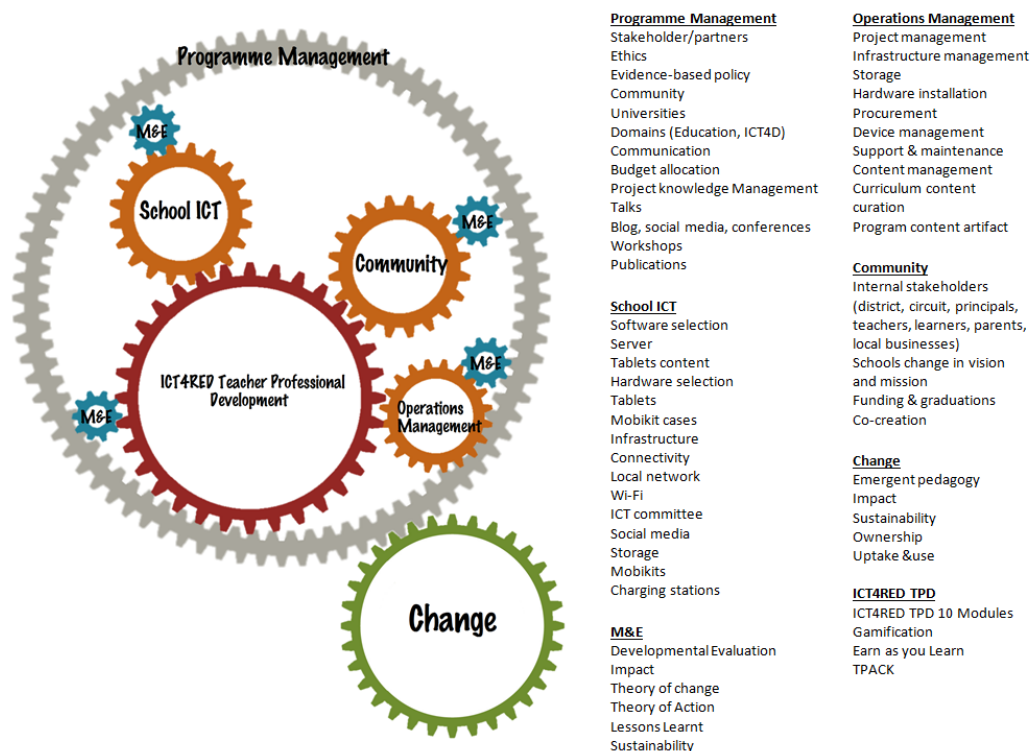 Programme Management
M&E
School ICT
M&E
Community
ICT4RED Teacher Professional
Development
M&E
Operations
Management
M&E
Change
Programme Management
Stakeholder/partners
Ethics
Evidence-based policy
Community
Universities
Domains (Education, ICT4D)
Communication
Budget allocation
Project knowledge Management
Talks
Blog, social media, conferences
Workshops
Publications
School ICT
Software selection
Server
Tablets content
Hardware selection
Tablets
Mobikit cases
Infrastructure
Connectivity
Local network
Wi-Fi
ICT committee
Social media
Storage
Mobikits
Charging stations
M&E
Developmental Evaluation
Impact
Theory of change
Theory of Action
Lessons Learnt
Sustainability
Operations Management
Project management
Infrastructure management
Storage
Hardware installation
Procurement
Device management
Support & maintenance
Content management
Curriculum content
curation
Program content artifact
Community
Internal stakeholders
(district, circuit, principals,
teachers, learners, parents,
local businesses)
Schools change in vision
and mission
Funding & graduations
Co-creation
Change
Emergent pedagogy
Impact
Sustainability
Ownership
Uptake &use
ICT4RED TPD
ICT4RED TPD 10 Modules
Gamification
Earn as you Learn
TPACK